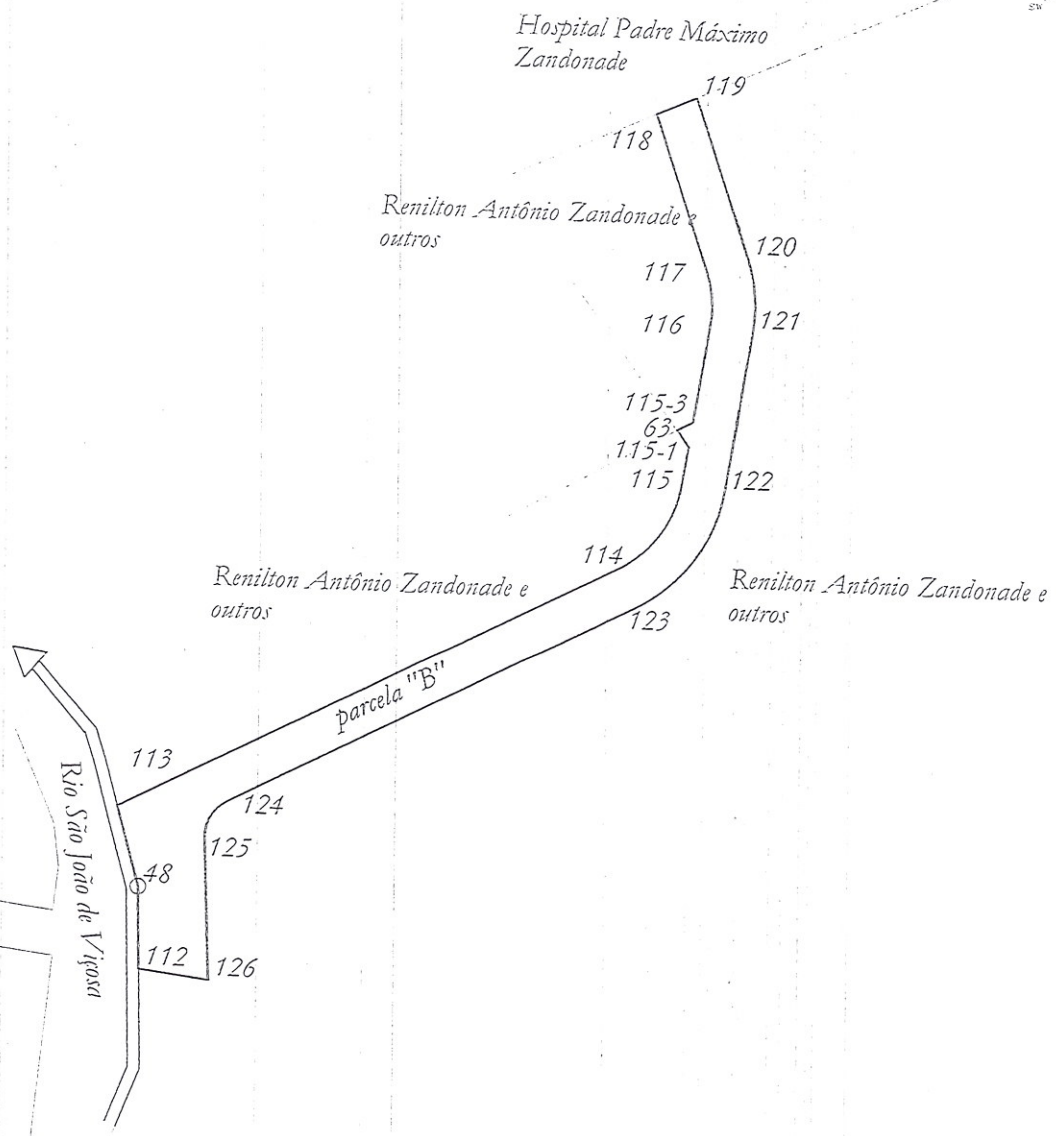 SW
Hospital Padre Máximo
Zandonade
119
118
Renilton Antônio Zandonade e
outros
120
117
116
121
115-3
63
115-1
115
122
114
Renilton Antônio Zandonade e
outros
Renilton Antônio Zandonade e
outros
123
parcela "B"
113
Rio São João de Viçosa
124
125
48
112
126